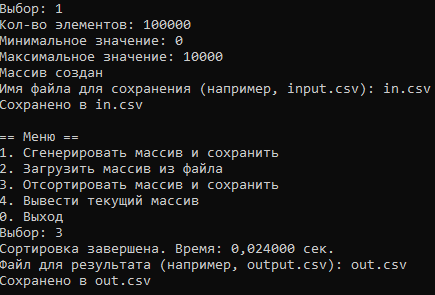 Выбор: 1
Кол-во элементов: 100000
Минимальное значение: 0
Максимальное значение: 10000
Массив создан
Имя файла для сохранения (например, input.csv): in.csv
Сохранено в in.csv
== Меню ==
1. Сгенерировать массив и сохранить
2. Загрузить массив из файла
3. Отсортировать массив и сохранить
4. Вывести текущий массив
0. Выход
Выбор: 3
Сортировка завершена. Время: 0,024000 сек.
Файл для результата (например, output.csv): out.csv
Сохранено в out.csv